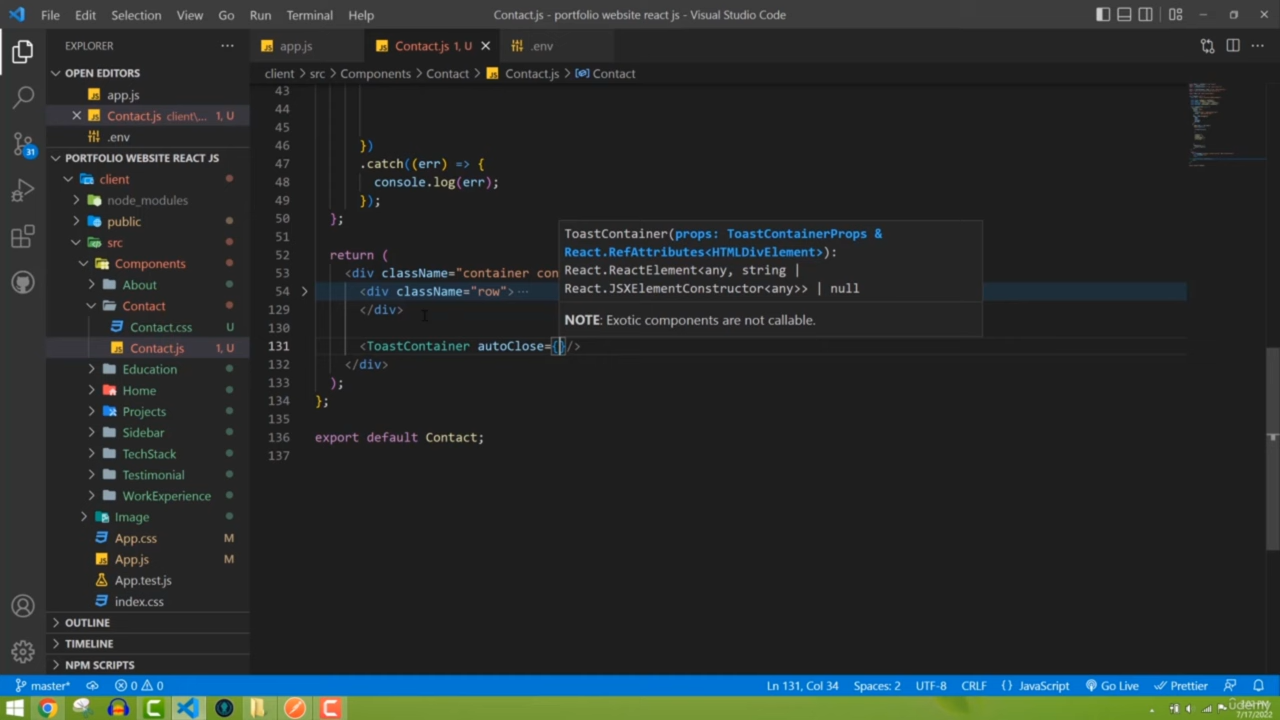 File Edit Selection View Go Run Terminal Help
Contact.js - portfolio website react js - Visual Studio Code
EXPLORER
OPEN EDITORS
app.js
Contact.js client\... 1, U
.env
PORTFOLIO WEBSITE REACT JS
client
node_modules
public
src
Components
About
Contact
Contact.css U
Contact.js 1, U
Education
Home
Projects
Sidebar
TechStack
Testimonial
WorkExperience
Image
App.css M
App.js M
App.test.js
index.css
OUTLINE
TIMELINE
NPM SCRIPTS
31
app.js Contact.js 1, U .env
client > src > Components > Contact > Contact.js > Contact
43
44
45
46 })
47 .catch((err) => {
48 console.log(err);
49 });
50 };
51
52 return (
53 <div className="container con
54 <div className="row"> ...
129 </div>
130
131 <ToastContainer autoClose={}/>
132 </div>
133 );
134 };
135
136 export default Contact;
137
ToastContainer(props: ToastContainerProps &
React.RefAttributes<HTMLDivElement>):
React.ReactElement<any, string |
React.JSXElementConstructor<any>> | null
NOTE: Exotic components are not callable.
master* 0 0 Ln 131, Col 34 Spaces: 2 UTF-8 CRLF {} JavaScript Go Live Prettier
udemy
7/17/2022